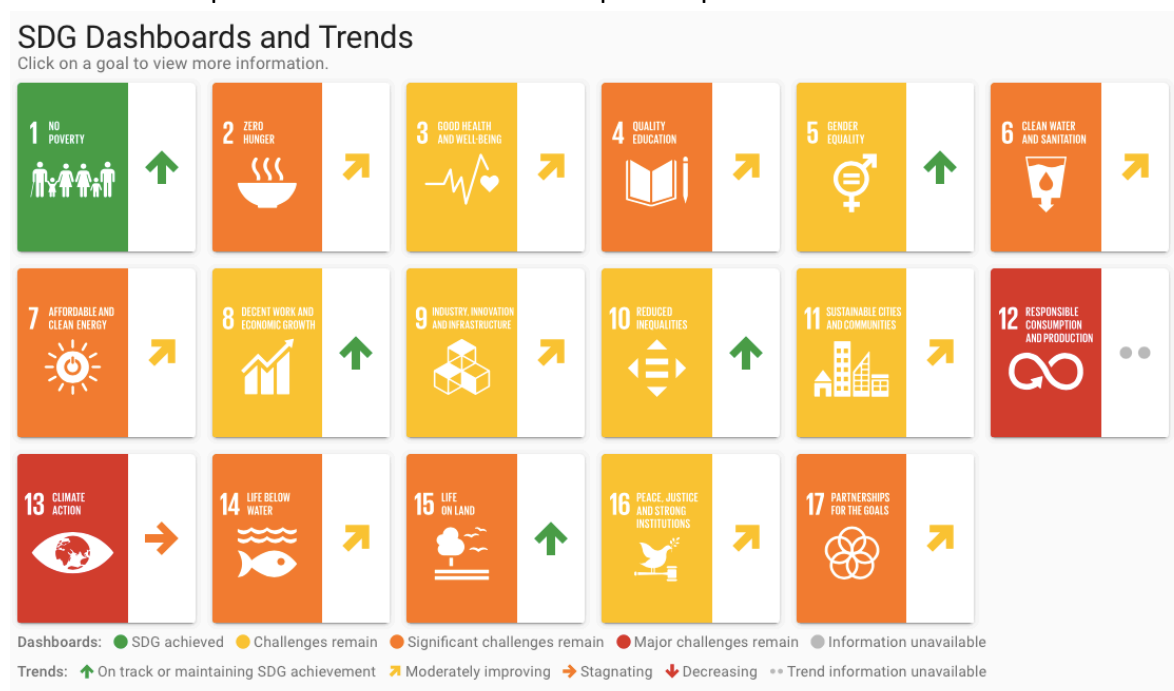 SDG Dashboards and Trends
Click on a goal to view more information.
1 NO
POVERTY
2 ZERO
HUNGER
3 GOOD HEALTH
AND WELL-BEING
4 QUALITY
EDUCATION
5 GENDER
EQUALITY
6 CLEAN WATER
AND SANITATION
7 AFFORDABLE AND
CLEAN ENERGY
8 DECENT WORK AND
ECONOMIC GROWTH
9 INDUSTRY, INNOVATION
AND INFRASTRUCTURE
10 REDUCED
INEQUALITIES
11 SUSTAINABLE CITIES
AND COMMUNITIES
12 RESPONSIBLE
CONSUMPTION
AND PRODUCTION
13 CLIMATE
ACTION
14 LIFE BELOW
WATER
15 LIFE
ON LAND
16 PEACE, JUSTICE
AND STRONG
INSTITUTIONS
17 PARTNERSHIPS
FOR THE GOALS
Dashboards: SDG achieved Challenges remain Significant challenges remain Major challenges remain Information unavailable
Trends: On track or maintaining SDG achievement Moderately improving Stagnating Decreasing Trend information unavailable